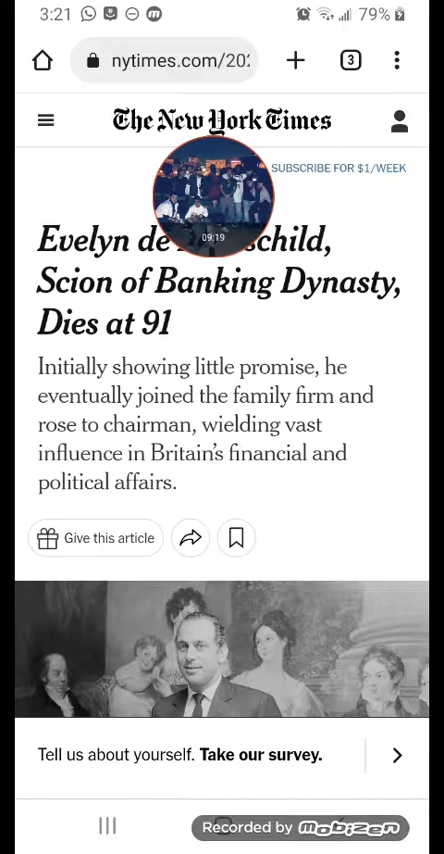 3:21 79%
nytimes.com/202
3
The New York Times
SUBSCRIBE FOR $1/WEEK
Evelyn de schild,
09:19
Scion of Banking Dynasty,
Dies at 91
Initially showing little promise, he
eventually joined the family firm and
rose to chairman, wielding vast
influence in Britain's financial and
political affairs.
Give this article
Tell us about yourself. Take our survey.
Recorded by MOBIZEN